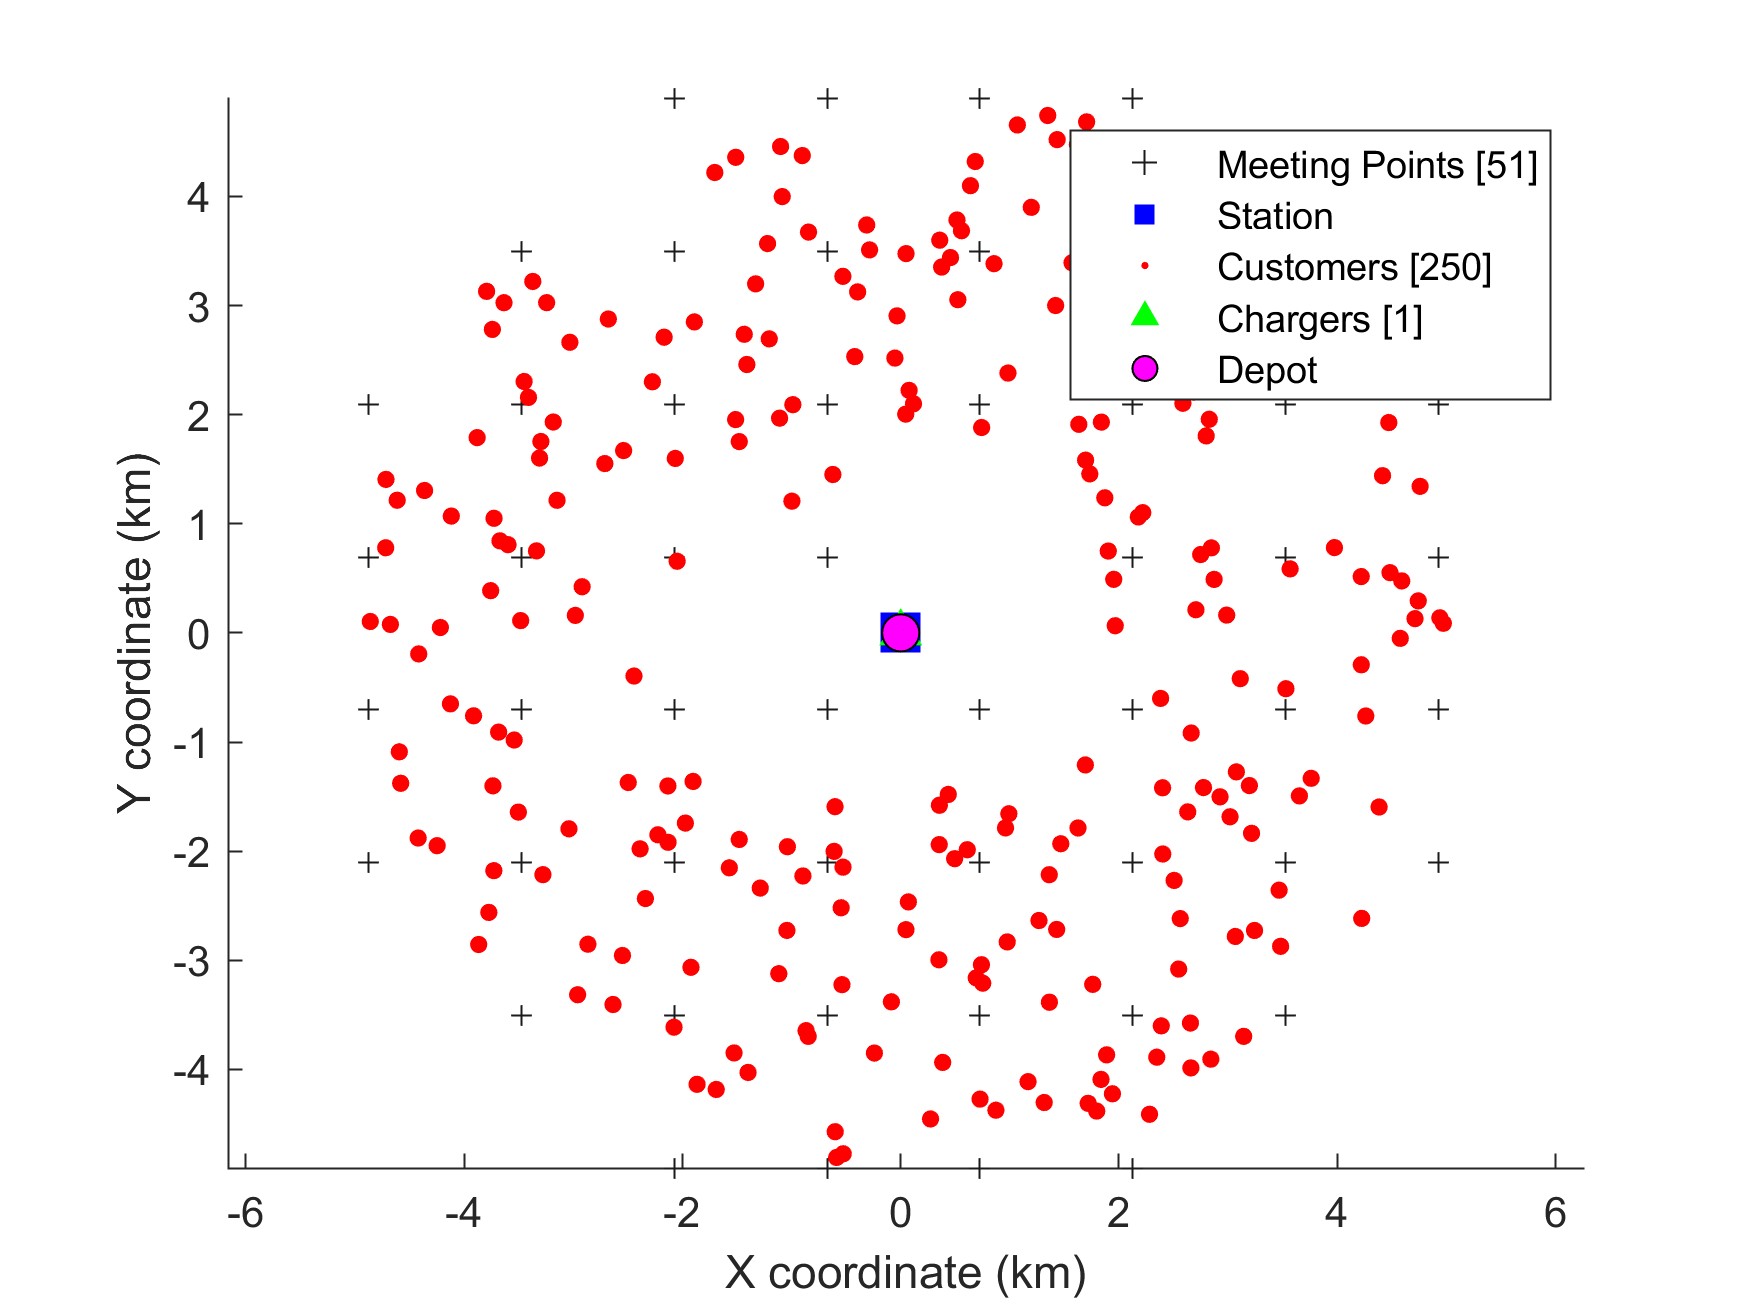 Meeting Points [51]
Station
Customers [250]
Chargers [1]
Depot
4
3
2
1
0
-1
-2
-3
-4
Y coordinate (km)
-6 -4 -2 0 2 4 6
X coordinate (km)